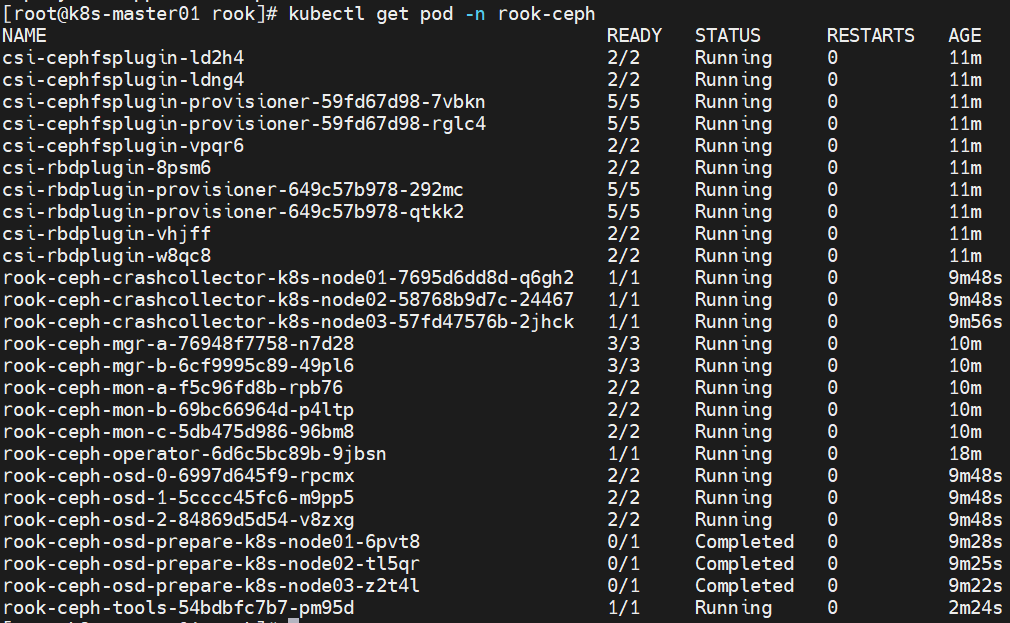 [root@k8s-master01 rook]# kubectl get pod -n rook-ceph
NAME READY STATUS RESTARTS AGE
csi-cephfsplugin-ld2h4 2/2 Running 0 11m
csi-cephfsplugin-ldng4 2/2 Running 0 11m
csi-cephfsplugin-provisioner-59fd67d98-7vbkn 5/5 Running 0 11m
csi-cephfsplugin-provisioner-59fd67d98-rglc4 5/5 Running 0 11m
csi-cephfsplugin-vpqr6 2/2 Running 0 11m
csi-rbdplugin-8psm6 2/2 Running 0 11m
csi-rbdplugin-provisioner-649c57b978-292mc 5/5 Running 0 11m
csi-rbdplugin-provisioner-649c57b978-qtkk2 5/5 Running 0 11m
csi-rbdplugin-vhjff 2/2 Running 0 11m
csi-rbdplugin-w8qc8 2/2 Running 0 11m
rook-ceph-crashcollector-k8s-node01-7695d6dd8d-q6gh2 1/1 Running 0 9m48s
rook-ceph-crashcollector-k8s-node02-58768b9d7c-24467 1/1 Running 0 9m48s
rook-ceph-crashcollector-k8s-node03-57fd47576b-2jhck 1/1 Running 0 9m56s
rook-ceph-mgr-a-76948f7758-n7d28 3/3 Running 0 10m
rook-ceph-mgr-b-6cf9995c89-49pl6 3/3 Running 0 10m
rook-ceph-mon-a-f5c96fd8b-rpb76 2/2 Running 0 10m
rook-ceph-mon-b-69bc66964d-p4ltp 2/2 Running 0 10m
rook-ceph-mon-c-5db475d986-96bm8 2/2 Running 0 10m
rook-ceph-operator-6d6c5bc89b-9jbsn 1/1 Running 0 18m
rook-ceph-osd-0-6997d645f9-rpcmx 2/2 Running 0 9m48s
rook-ceph-osd-1-5cccc45fc6-m9pp5 2/2 Running 0 9m48s
rook-ceph-osd-2-84869d5d54-v8zxg 2/2 Running 0 9m48s
rook-ceph-osd-prepare-k8s-node01-6pvt8 0/1 Completed 0 9m28s
rook-ceph-osd-prepare-k8s-node02-tl5qr 0/1 Completed 0 9m25s
rook-ceph-osd-prepare-k8s-node03-z2t4l 0/1 Completed 0 9m22s
rook-ceph-tools-54bdbfc7b7-pm95d 1/1 Running 0 2m24s